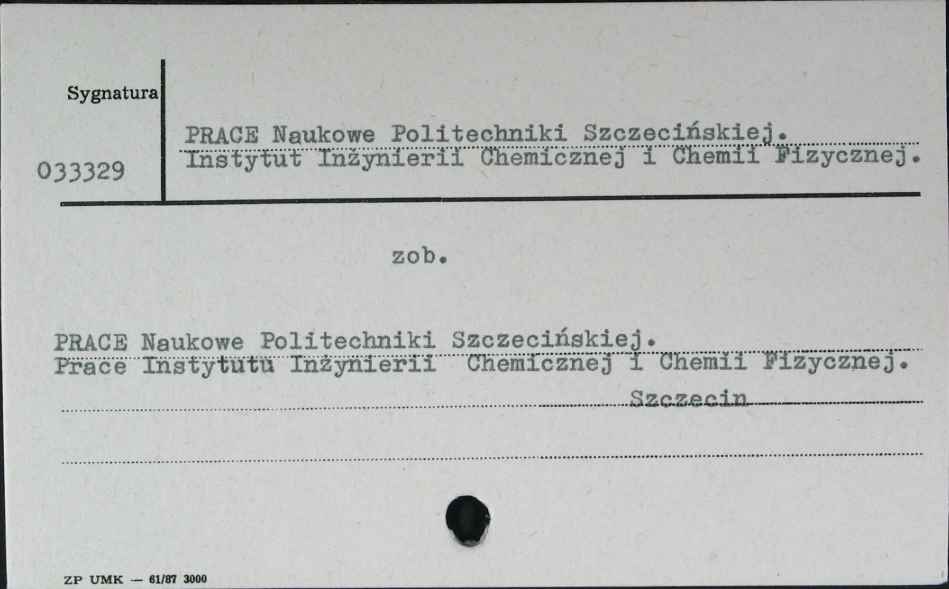 Sygnatura
033329
PRACE Naukowe Politechniki Szczecińskiej.
Instytut Inżynierii Chemicznej i Chemii Fizycznej.
zob.
PRACE Naukowe Politechniki Szczecińskiej.
Prace Instytutu Inżynierii Chemicznej i Chemii Fizycznej.
Szczecin
ZP UMK — 61/87 3000